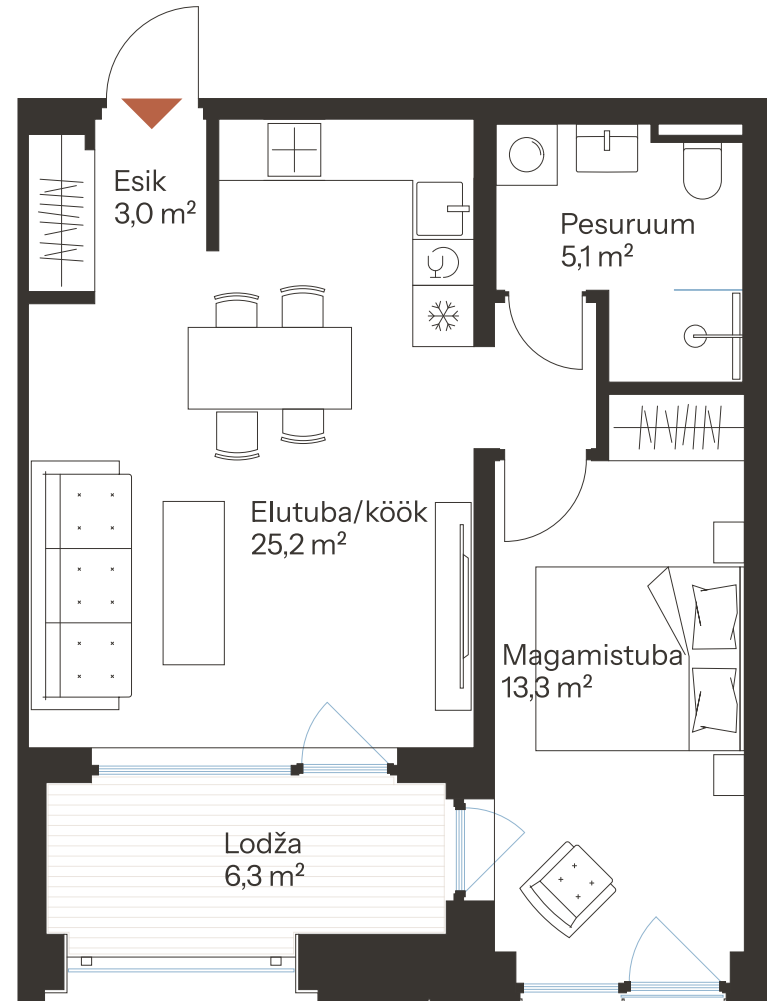 Esik
3,0 m²
Pesuruum
5,1 m²
Elutuba/köök
25,2 m²
Magamistuba
13,3 m²
Lodža
6,3 m²